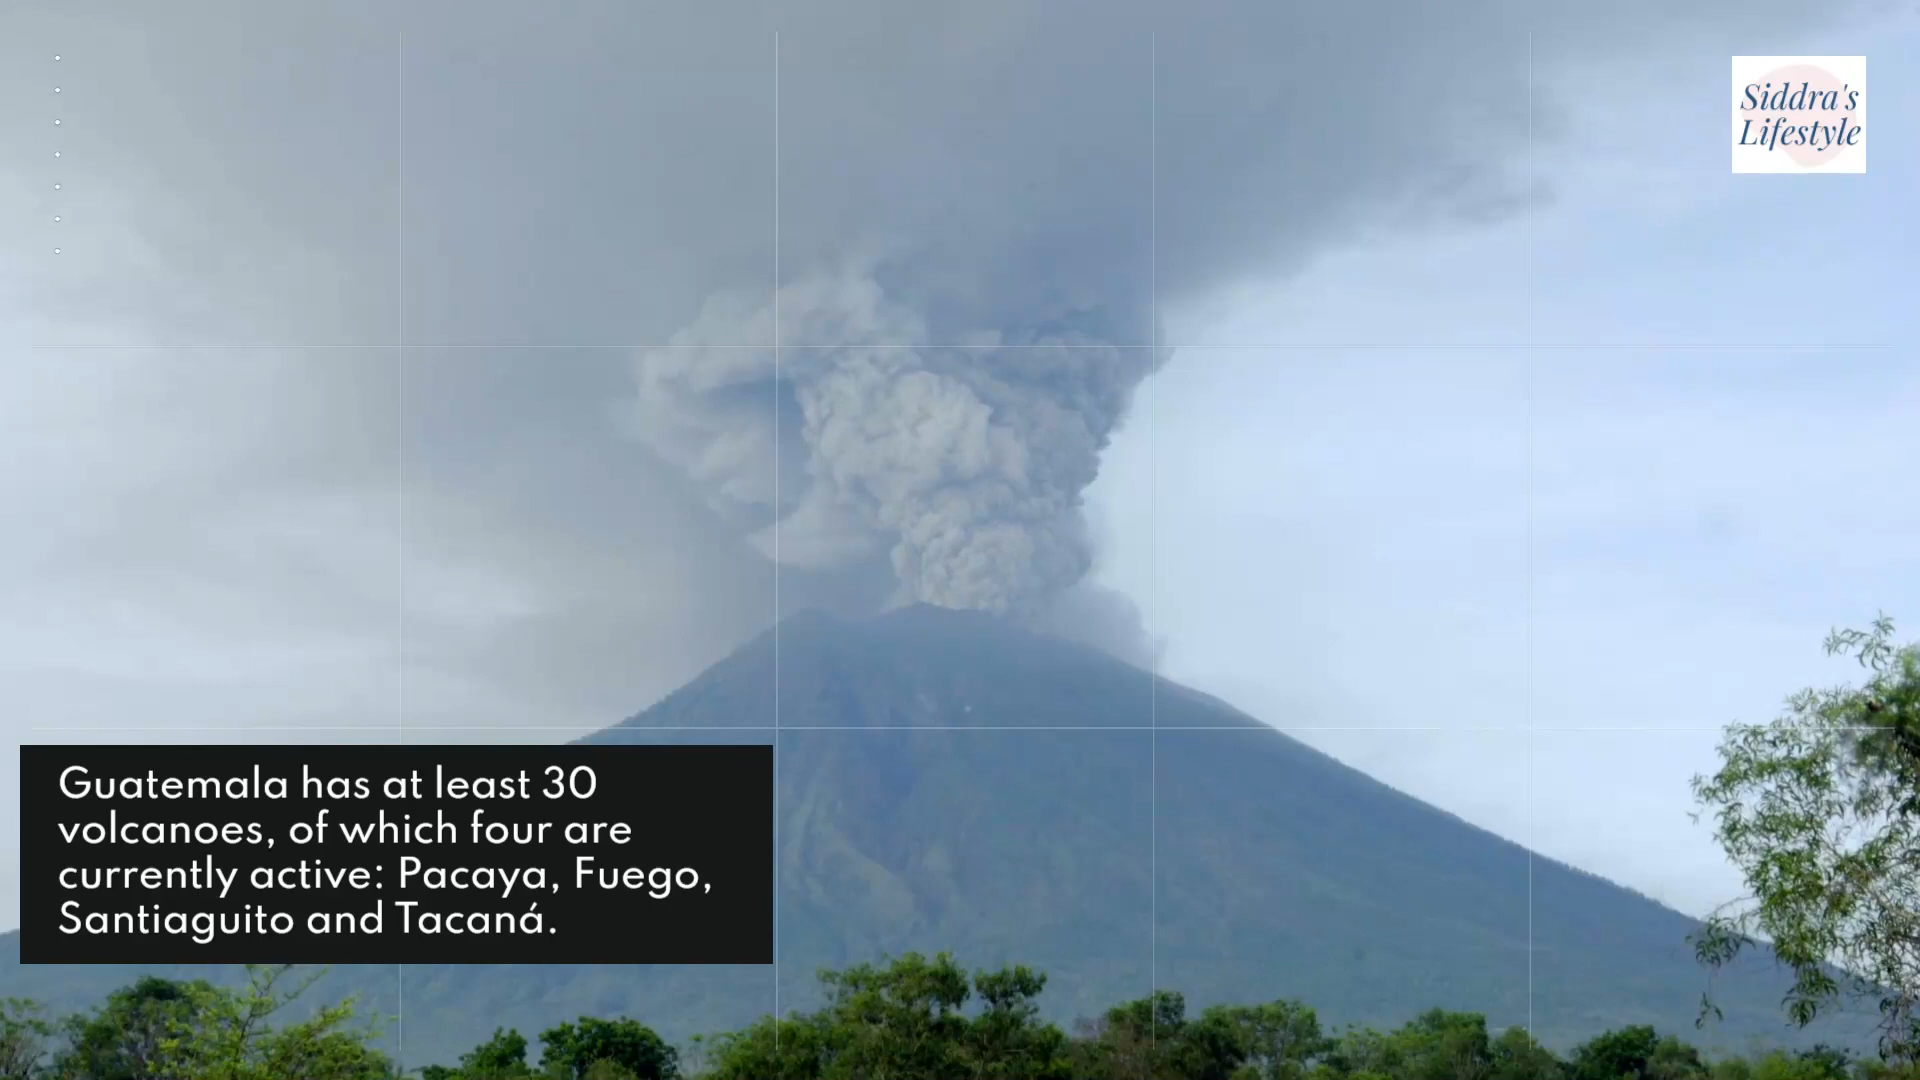 Siddra's
Lifestyle
Guatemala has at least 30
volcanoes, of which four are
currently active: Pacaya, Fuego,
Santiaguito and Tacaná.